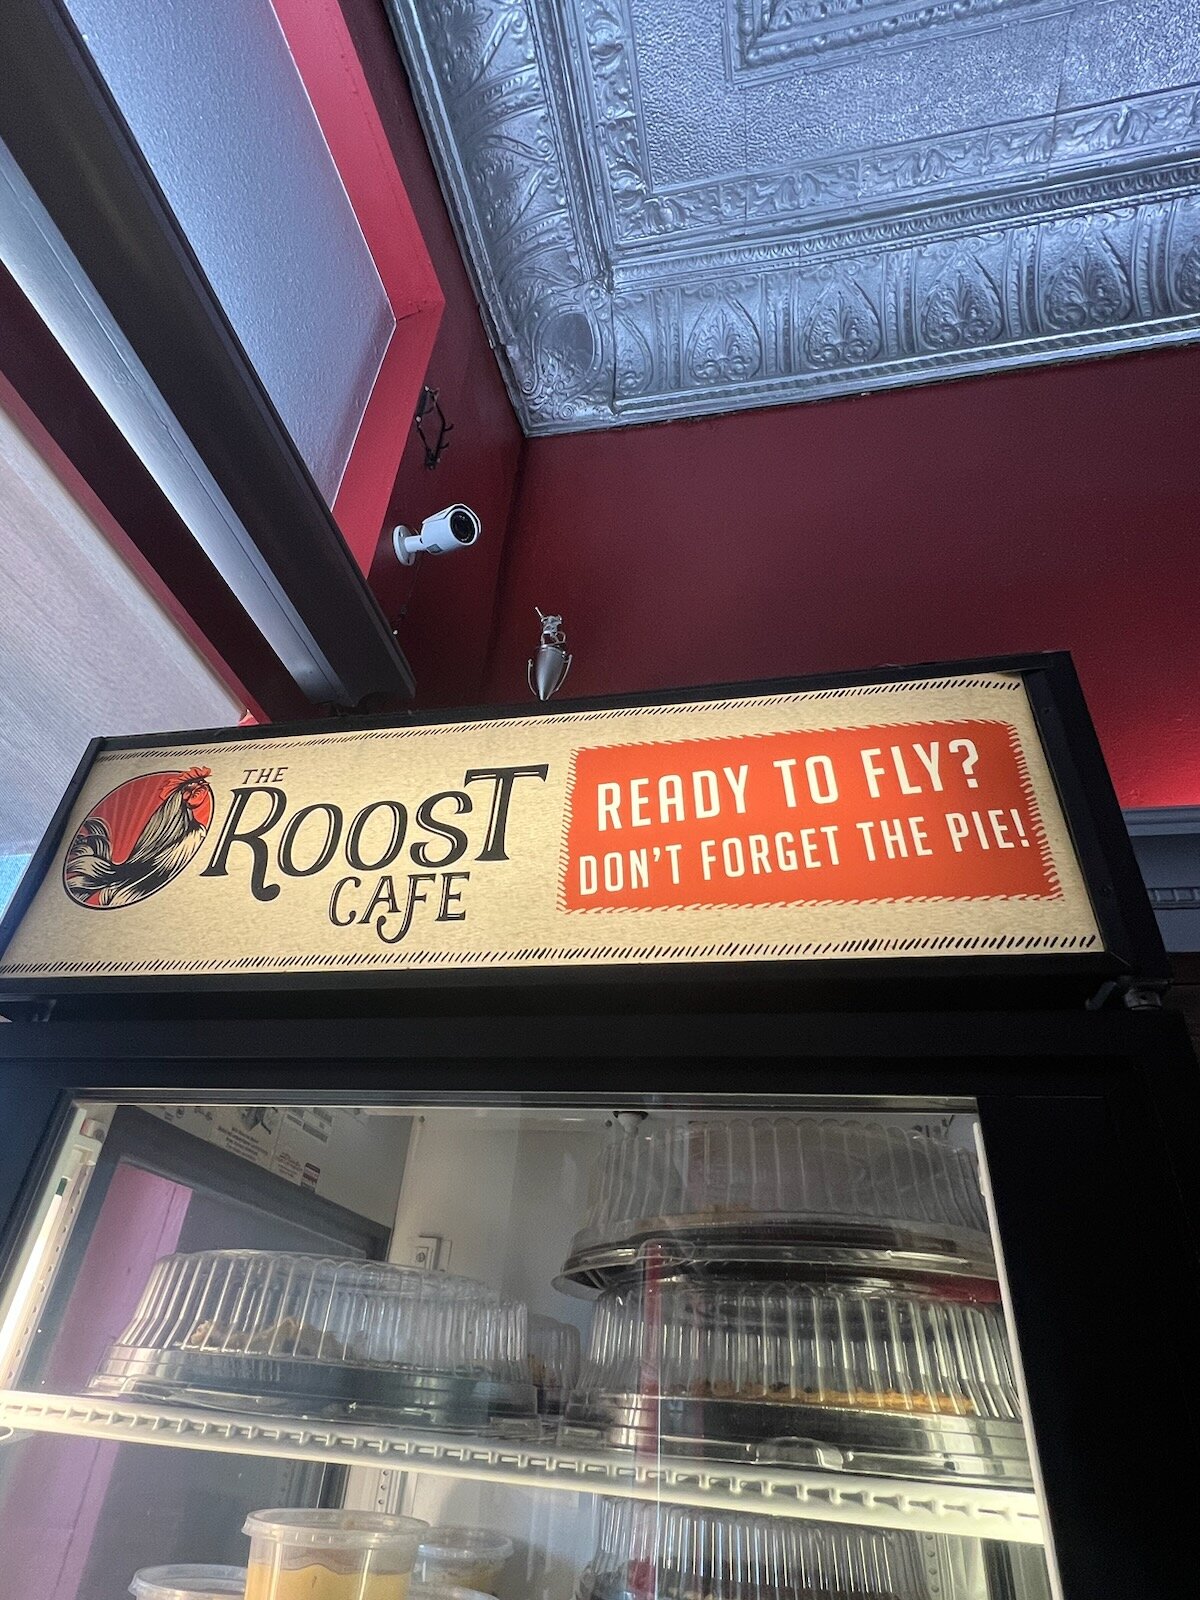 THE
ROOST
CAFE
READY TO FLY?
DON'T FORGET THE PIE!